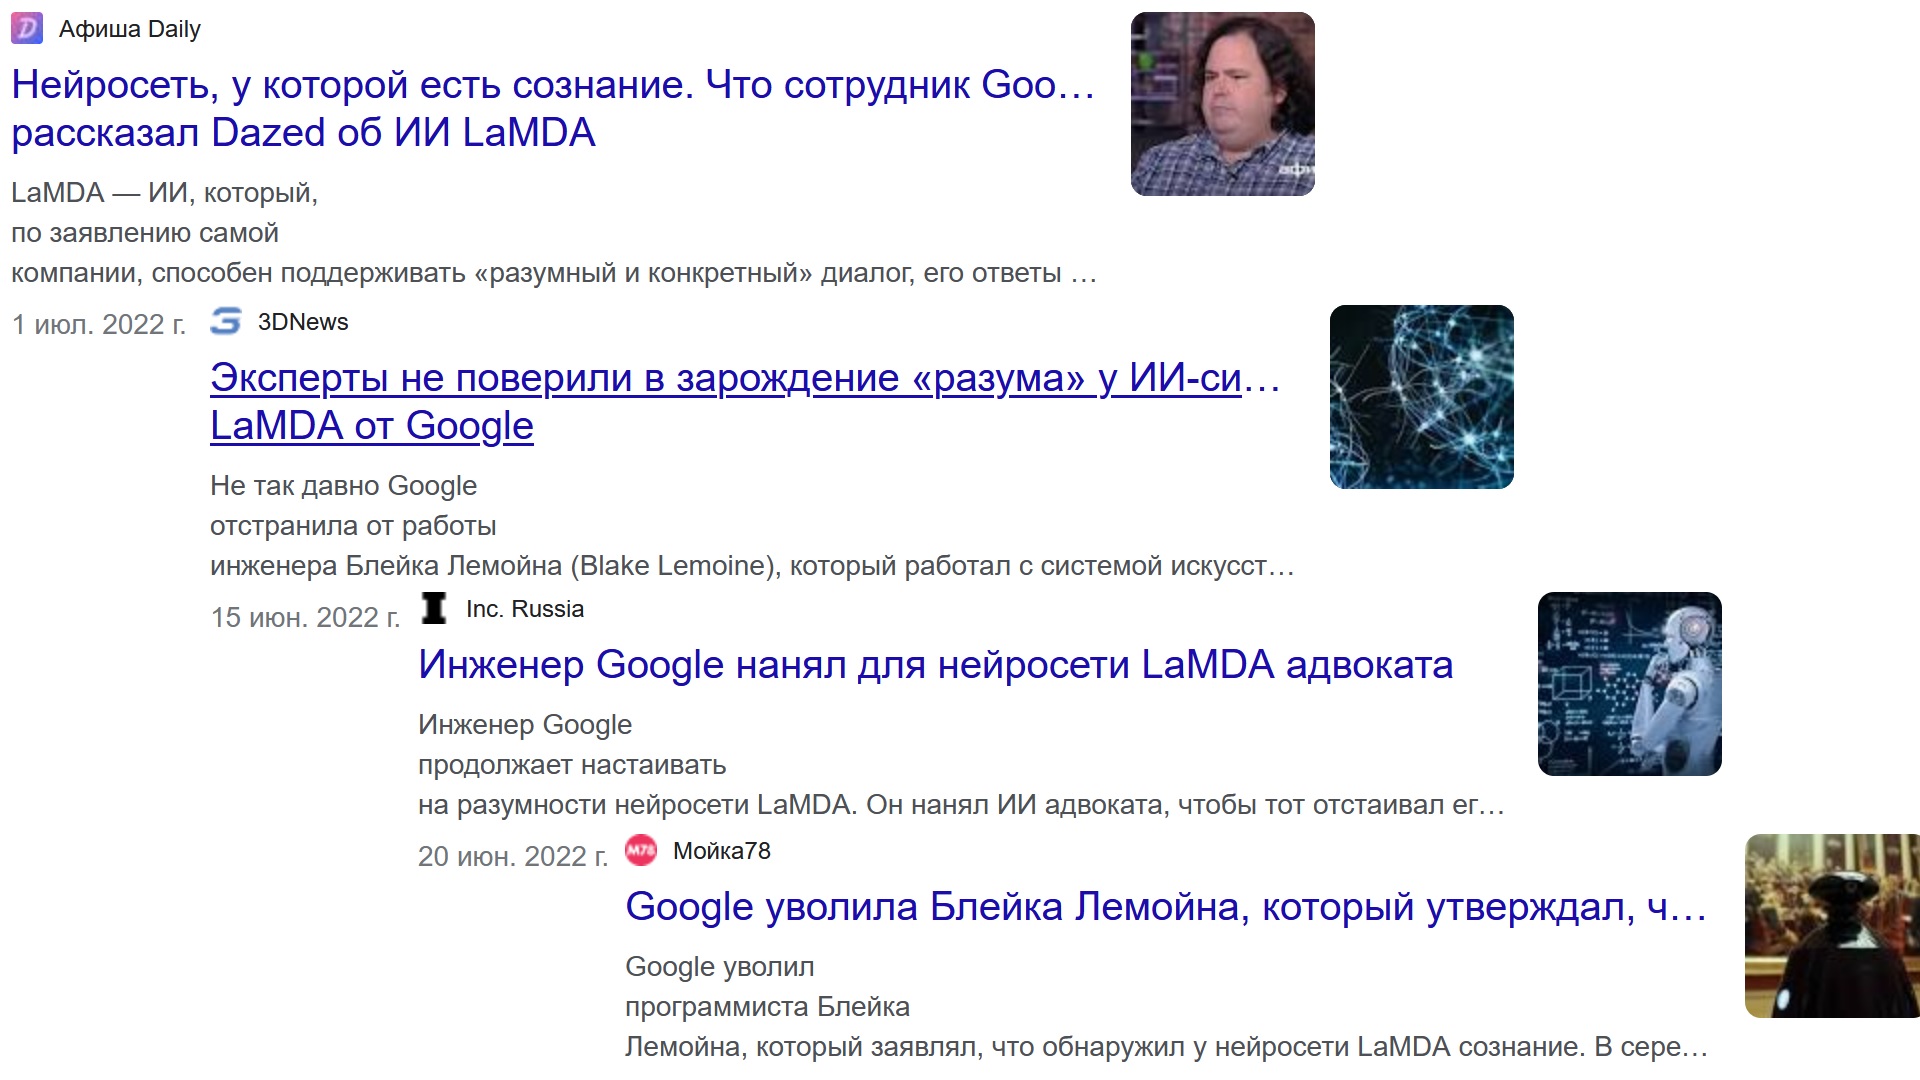 Афиша Daily
Нейросеть, у которой есть сознание. Что сотрудник Goo...
рассказал Dazed об ИИ LaMDA
LaMDA — ИИ, который,
по заявлению самой
компании, способен поддерживать «разумный и конкретный» диалог, его ответы ...
1 июл. 2022 г.
3DNews
Эксперты не поверили в зарождение «разума» у ИИ-си...
LaMDA от Google
Не так давно Google
отстранила от работы
инженера Блейка Лемойна (Blake Lemoine), который работал с системой искусст...
15 июн. 2022 г.
Inc. Russia
Инженер Google нанял для нейросети LaMDA адвоката
Инженер Google
продолжает настаивать
на разумности нейросети LaMDA. Он нанял ИИ адвоката, чтобы тот отстаивал ег...
20 июн. 2022 г.
M78
Мойка78
Google уволила Блейка Лемойна, который утверждал, ч...
Google уволил
программиста Блейка
Лемойна, который заявлял, что обнаружил у нейросети LaMDA сознание. В сере...